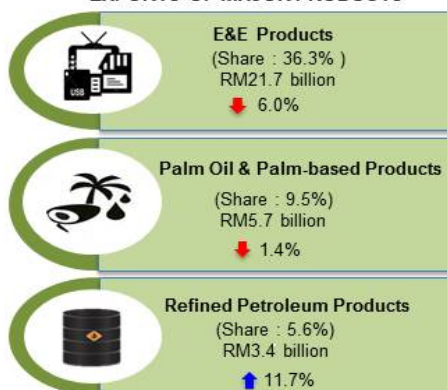 E&E Products
(Share : 36.3% )
RM21.7 billion
6.0%
USB
Palm Oil & Palm-based Products
(Share : 9.5%)
RM5.7 billion
1.4%
Refined Petroleum Products
(Share : 5.6%)
RM3.4 billion
11.7%